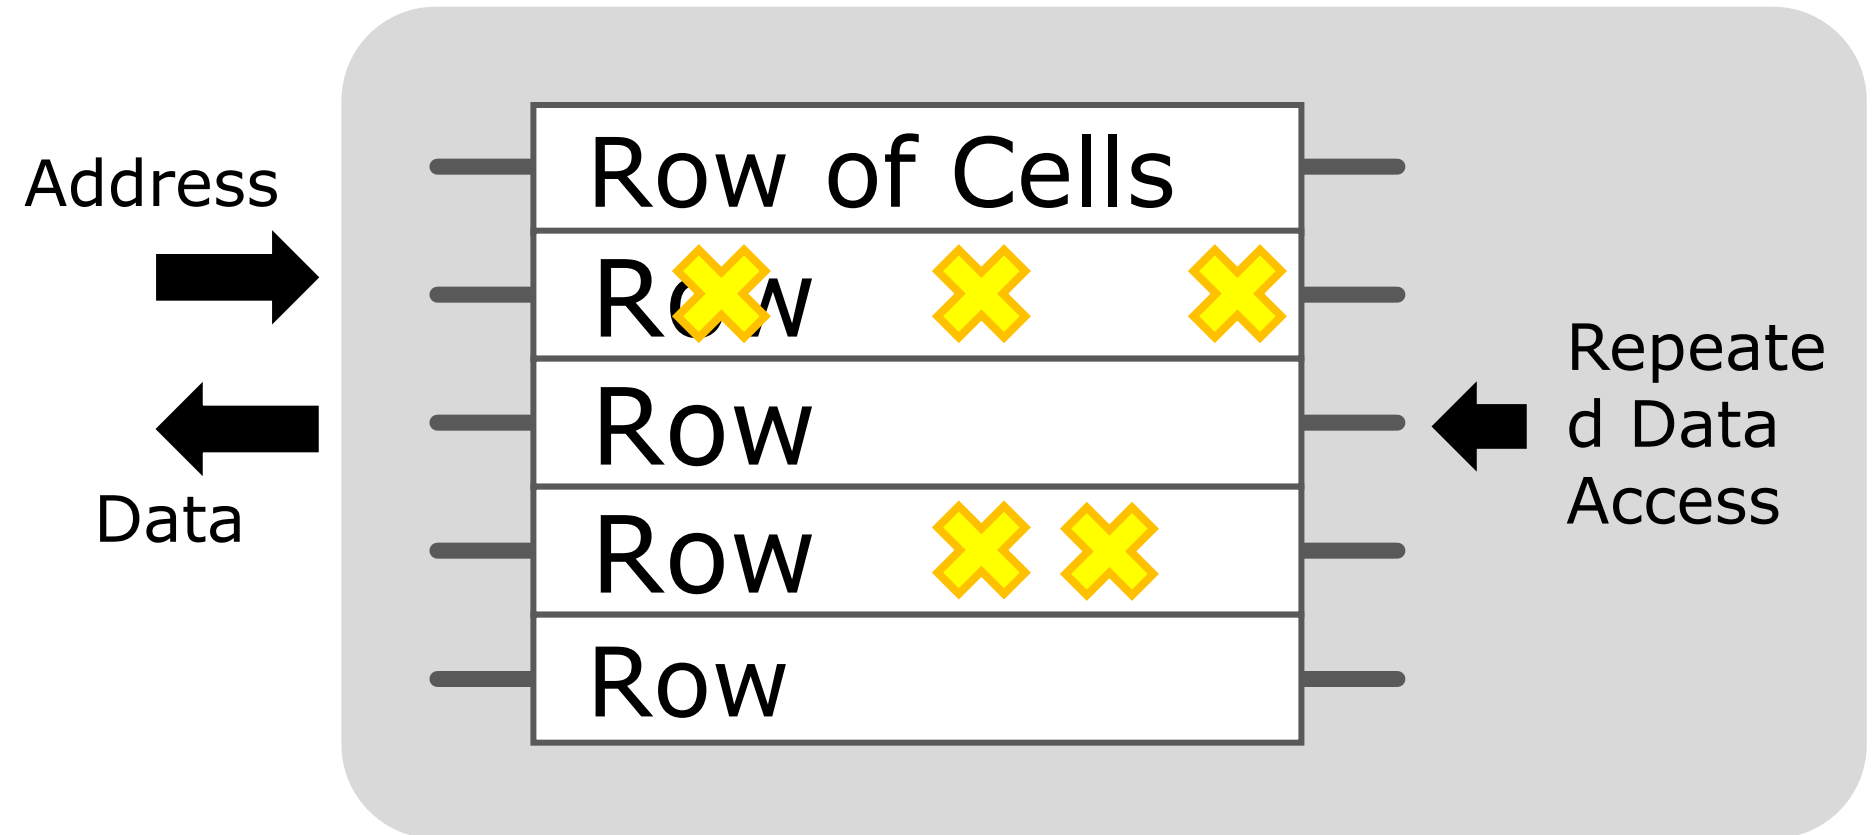 Address
Data
Row of Cells
Row
Row
Row
Row
Repeate
d Data
Access